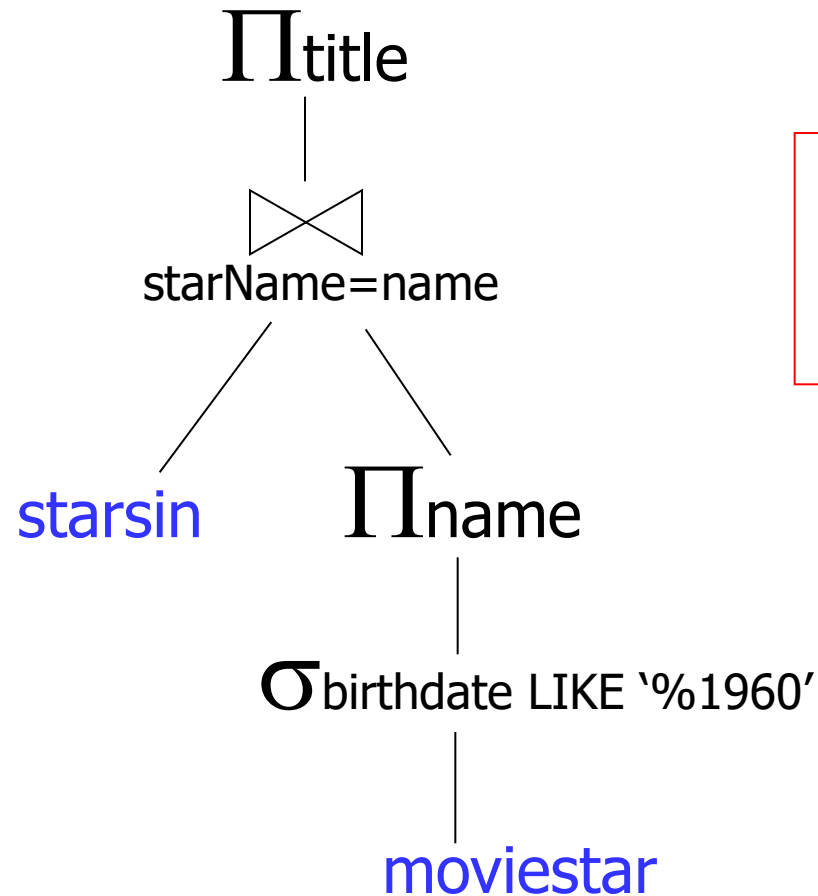 Πtitle
starName=name
starsin Πname
σbirthdate LIKE ‘%1960’
moviestar